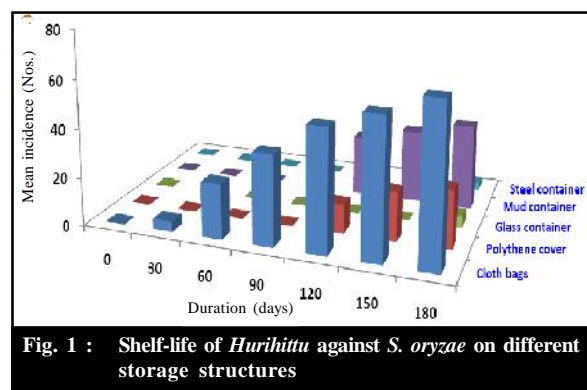 80
60
40
20
0
Mean incidence (Nos.)
0
30
60
90
120
150
180
Duration (days)
Steel container
Mud container
Glass container
Polythene cover
Cloth bags
Fig. 1 : Shelf-life of Hurihittu against S. oryzae on different
storage structures